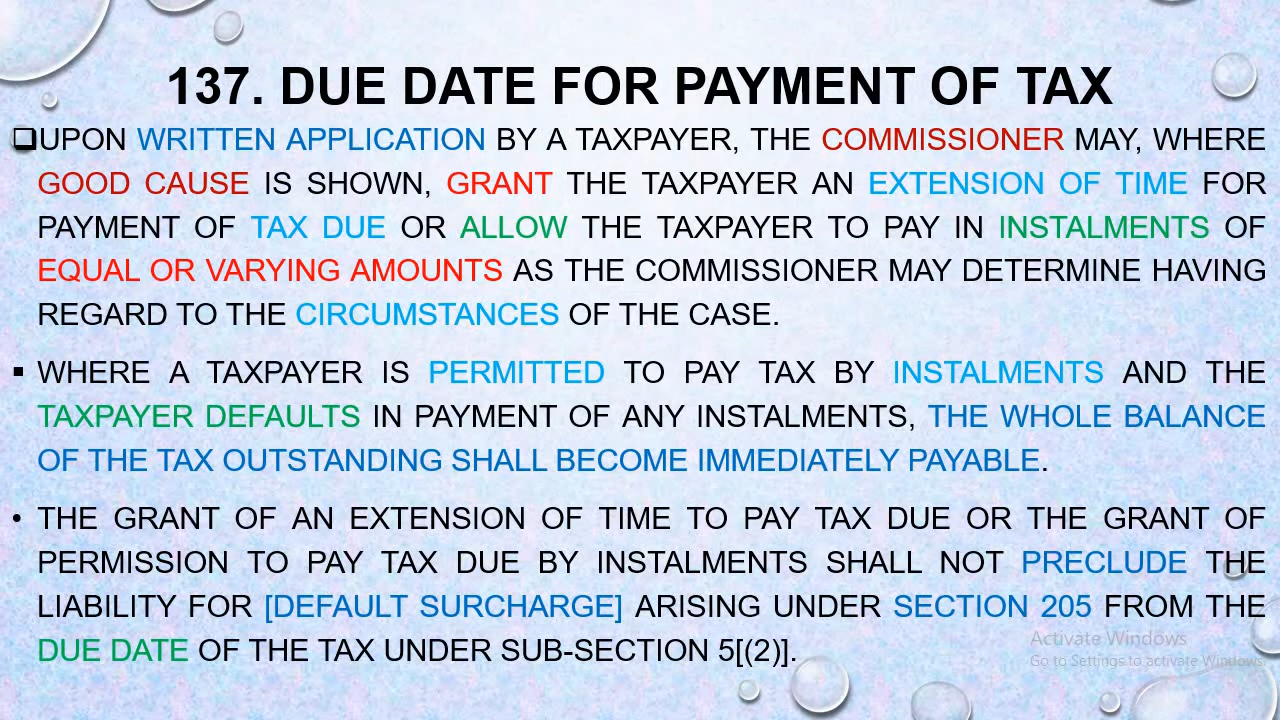 137. DUE DATE FOR PAYMENT OF TAX
❑UPON WRITTEN APPLICATION BY A TAXPAYER, THE COMMISSIONER MAY, WHERE
GOOD CAUSE IS SHOWN, GRANT THE TAXPAYER AN EXTENSION OF TIME FOR
PAYMENT OF TAX DUE OR ALLOW THE TAXPAYER TO PAY IN INSTALMENTS OF
EQUAL OR VARYING AMOUNTS AS THE COMMISSIONER MAY DETERMINE HAVING
REGARD TO THE CIRCUMSTANCES OF THE CASE.
▪ WHERE A TAXPAYER IS PERMITTED TO PAY TAX BY INSTALMENTS AND THE
TAXPAYER DEFAULTS IN PAYMENT OF ANY INSTALMENTS, THE WHOLE BALANCE
OF THE TAX OUTSTANDING SHALL BECOME IMMEDIATELY PAYABLE.
• THE GRANT OF AN EXTENSION OF TIME TO PAY TAX DUE OR THE GRANT OF
PERMISSION TO PAY TAX DUE BY INSTALMENTS SHALL NOT PRECLUDE THE
LIABILITY FOR [DEFAULT SURCHARGE] ARISING UNDER SECTION 205 FROM THE
DUE DATE OF THE TAX UNDER SUB-SECTION 5[(2)].
Activate Windows
Go to Settings to activate Windows.